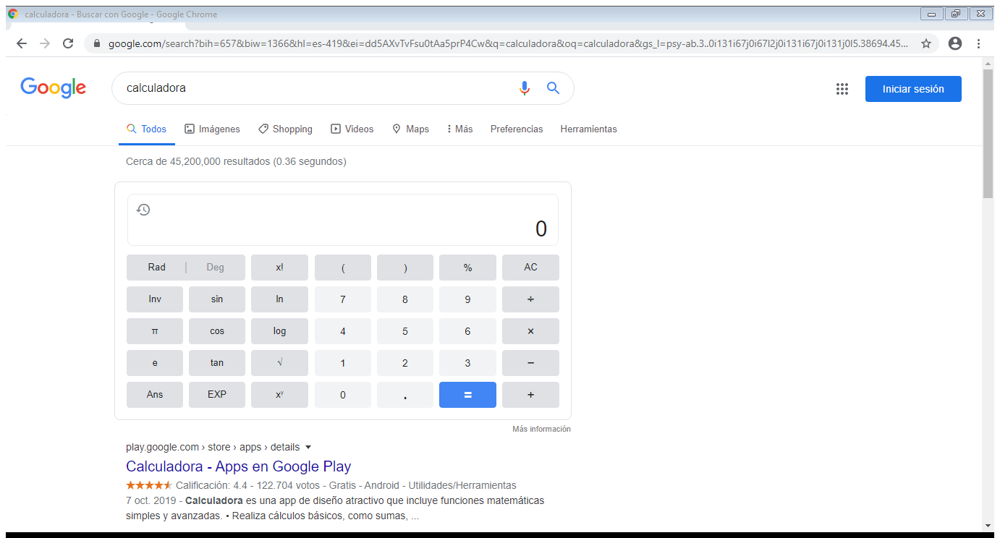 calculadora - Buscar con Google - Google Chrome
google.com/search?bih=657&biw=1366&hl=es-419&ei=dd5AXvTvFsu0tAa5prP4Cw&q=calculadora&oq=calculadora&gs_l=psy-ab.3..0i131i67j0i67l2j0i131i67j0i131j0l5.38694.45...
Google
calculadora
Iniciar sesión
Todos Imágenes Shopping Videos Maps Más Preferencias Herramientas
Cerca de 45,200,000 resultados (0.36 segundos)
0
Rad | Deg x! ( ) % AC
Inv sin ln 7 8 9 ÷
π cos log 4 5 6 ×
e tan √ 1 2 3 −
Ans EXP xʸ 0 . = +
Más información
play.google.com › store › apps › details
Calculadora - Apps en Google Play
Calificación: 4.4 - 122.704 votos - Gratis - Android - Utilidades/Herramientas
7 oct. 2019 - Calculadora es una app de diseño atractivo que incluye funciones matemáticas
simples y avanzadas. • Realiza cálculos básicos, como sumas, ...